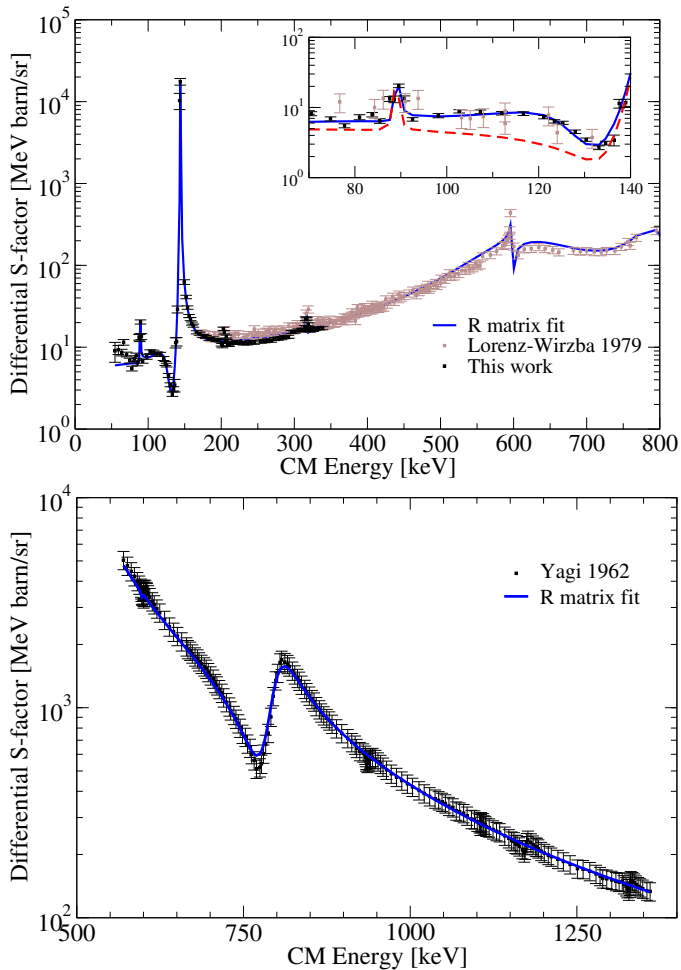 10^5
10^4
10^3
10^2
10^1
10^0
Differential S-factor [MeV barn/sr]
0 100 200 300 400 500 600 700 800
CM Energy [keV]
10^2
10^1
10^0
80 100 120 140
R matrix fit
Lorenz-Wirzba 1979
This work
10^4
10^3
10^2
Differential S-factor [MeV barn/sr]
500 750 1000 1250
CM Energy [keV]
Yagi 1962
R matrix fit